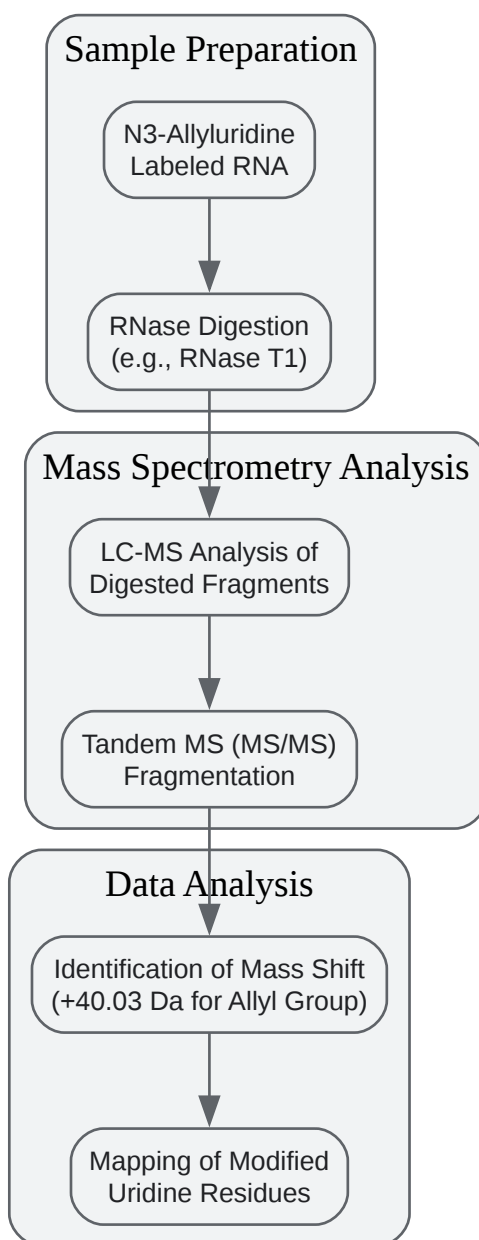 Sample Preparation
N3-Allyluridine
Labeled RNA
RNase Digestion
(e.g., RNase T1)
Mass Spectrometry Analysis
LC-MS Analysis of
Digested Fragments
Tandem MS (MS/MS)
Fragmentation
Data Analysis
Identification of Mass Shift
(+40.03 Da for Allyl Group)
Mapping of Modified
Uridine Residues